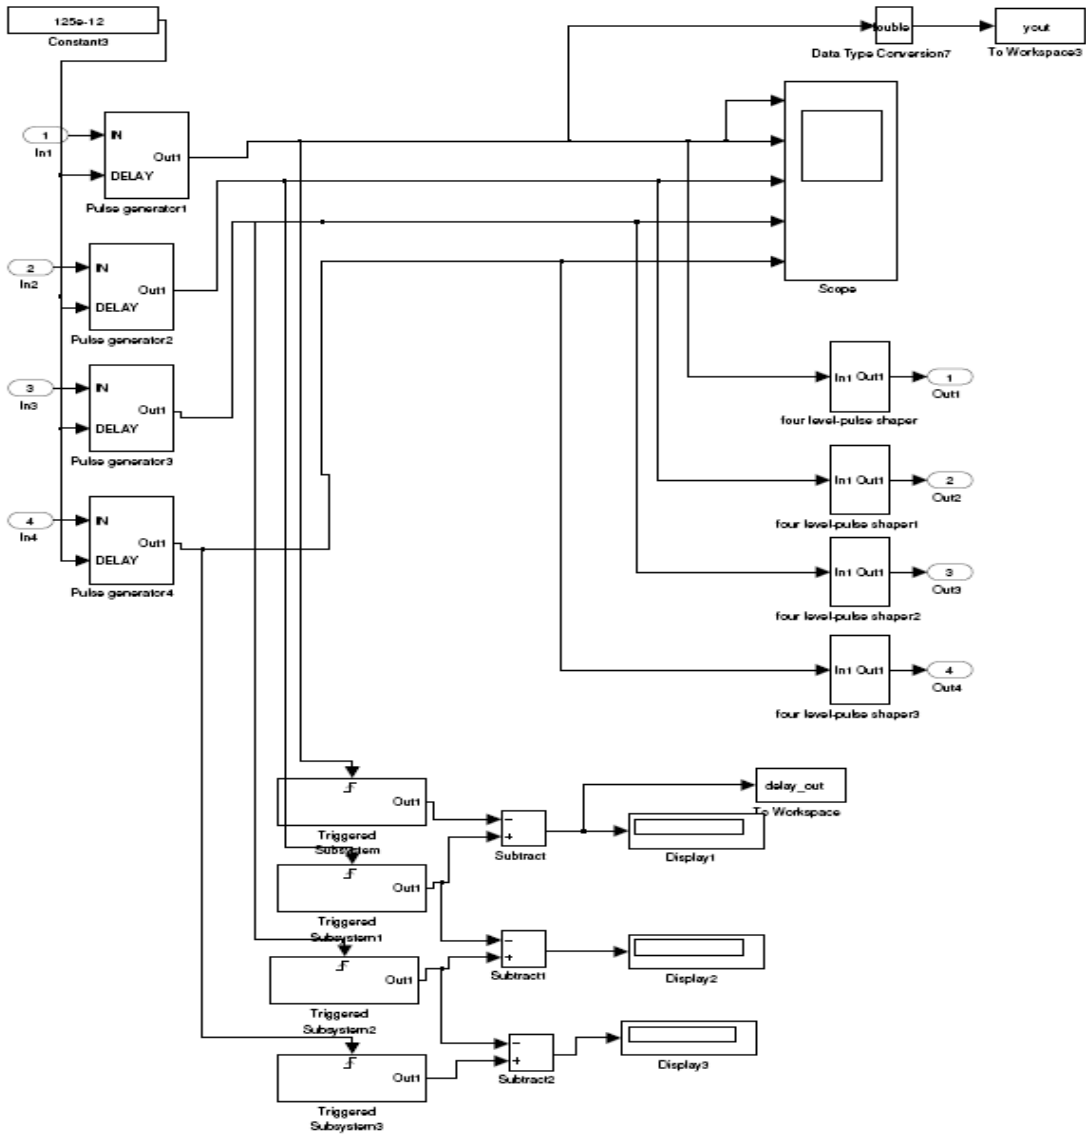 125e-12
Constant3
ouble
Data Type Conversion7
yout
To Workspace3
1
In1
IN
DELAY
Out1
Pulse generator1
2
In2
IN
DELAY
Out1
Pulse generator2
3
In3
IN
DELAY
Out1
Pulse generator3
4
In4
IN
DELAY
Out1
Pulse generator4
Scope
In1 Out1
four level-pulse shaper
1
Out1
In1 Out1
four level-pulse shaper1
2
Out2
In1 Out1
four level-pulse shaper2
3
Out3
In1 Out1
four level-pulse shaper3
4
Out4
Out1
Triggered
Subsystem
−
+
Subtract
delay_out
To Workspace
Display1
Out1
Triggered
Subsystem1
−
+
Subtract1
Display2
Out1
Triggered
Subsystem2
−
+
Subtract2
Display3
Out1
Triggered
Subsystem3